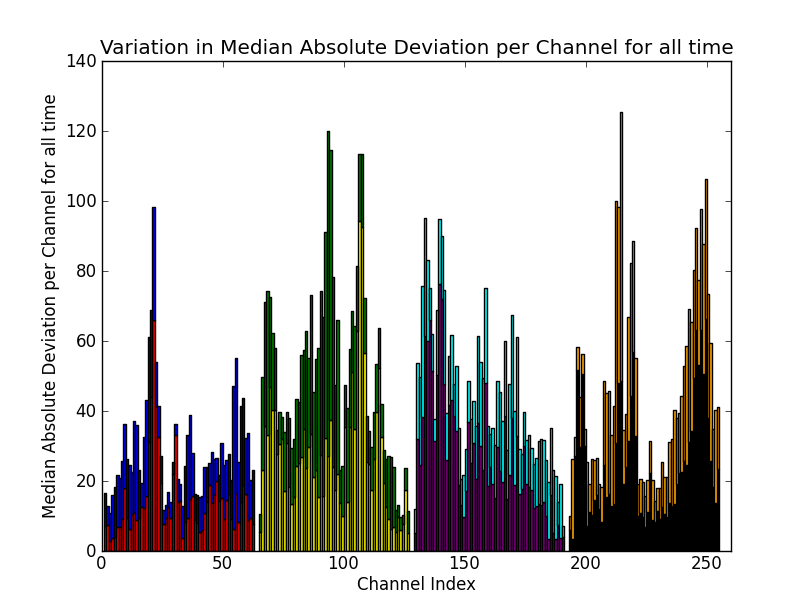 Variation in Median Absolute Deviation per Channel for all time
Median Absolute Deviation per Channel for all time
140
120
100
80
60
40
20
0
0 50 100 150 200 250
Channel Index